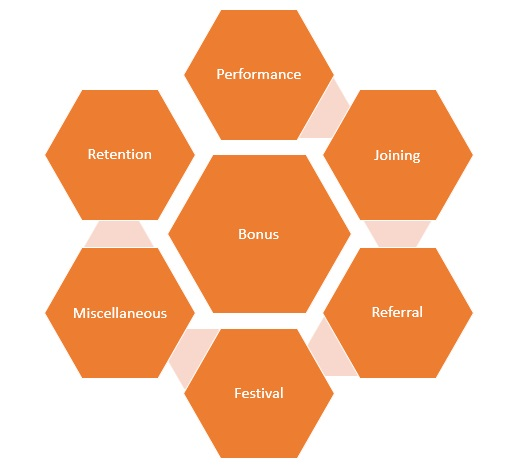 Performance
Retention
Joining
Bonus
Miscellaneous
Referral
Festival